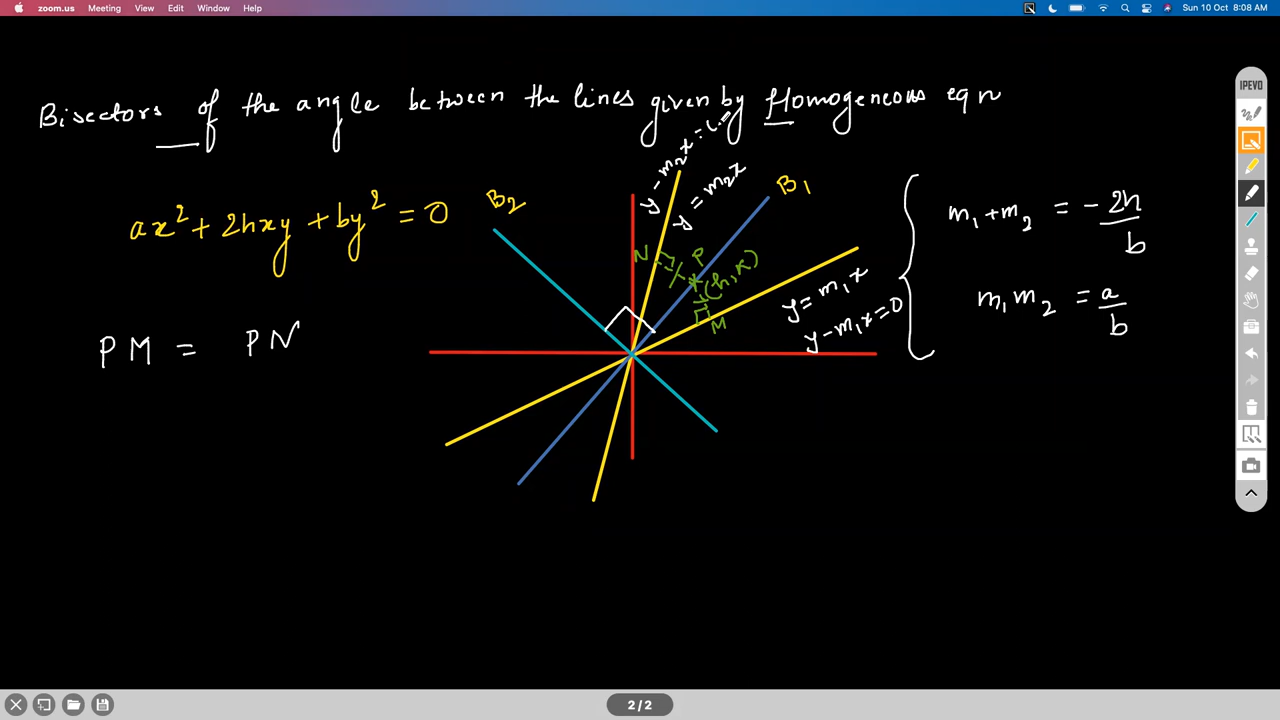 zoom.us Meeting View Edit Window Help Sun 10 Oct 8:08 AM
IPEVO
Bisectors of the angle between the lines given by Homogeneous eqn
ax² + 2hxy + by² = 0
B₂
y - m₂x =
y = m₂x
B₁
N
P
(h,k)
M
y = m₁x
y - m₁x = 0
m₁ + m₂ = -2h/b
m₁m₂ = a/b
PM = PN
2/2